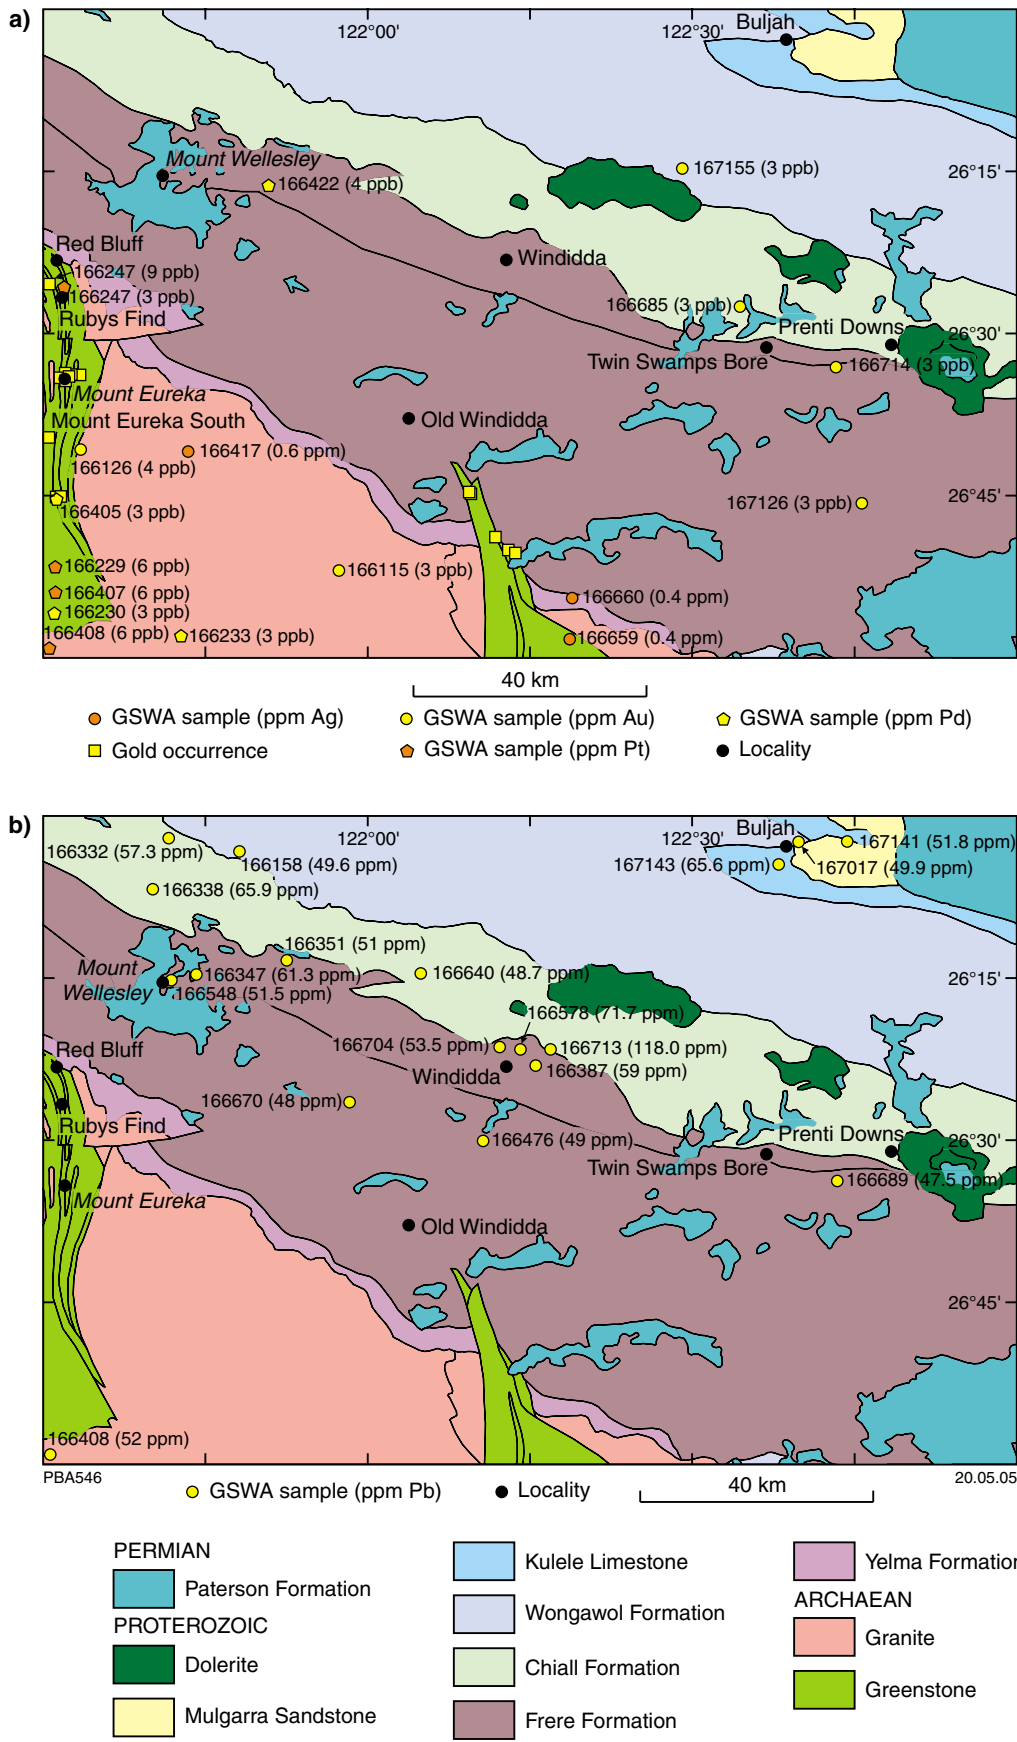 a)
122°00'
122°30'
Buljah
Mount Wellesley
166422 (4 ppb)
167155 (3 ppb)
26°15'
Red Bluff
Windidda
166247 (9 ppb)
166247 (3 ppb)
166685 (3 ppb)
Rubys Find
Prenti Downs
26°30'
Twin Swamps Bore
166714 (3 ppb)
Mount Eureka
Mount Eureka South
Old Windidda
166417 (0.6 ppm)
166126 (4 ppb)
26°45'
167126 (3 ppb)
166405 (3 ppb)
166229 (6 ppb)
166115 (3 ppb)
166407 (6 ppb)
166660 (0.4 ppm)
166230 (3 ppb)
166408 (6 ppb)
166233 (3 ppb)
166659 (0.4 ppm)
40 km
GSWA sample (ppm Ag)
GSWA sample (ppm Au)
GSWA sample (ppm Pd)
Gold occurrence
GSWA sample (ppm Pt)
Locality
b)
122°00'
122°30'
Buljah
166332 (57.3 ppm)
166158 (49.6 ppm)
167141 (51.8 ppm)
167143 (65.6 ppm)
167017 (49.9 ppm)
166338 (65.9 ppm)
166351 (51 ppm)
Mount
Wellesley
166347 (61.3 ppm)
166640 (48.7 ppm)
26°15'
166548 (51.5 ppm)
166578 (71.7 ppm)
Red Bluff
166704 (53.5 ppm)
166713 (118.0 ppm)
Windidda
166387 (59 ppm)
166670 (48 ppm)
Rubys Find
166476 (49 ppm)
Prenti Downs
26°30'
Twin Swamps Bore
166689 (47.5 ppm)
Mount Eureka
Old Windidda
26°45'
166408 (52 ppm)
PBA546
20.05.05
GSWA sample (ppm Pb)
Locality
40 km
PERMIAN
Paterson Formation
PROTEROZOIC
Dolerite
Mulgarra Sandstone
Kulele Limestone
Wongawol Formation
Chiall Formation
Frere Formation
Yelma Formation
ARCHAEAN
Granite
Greenstone